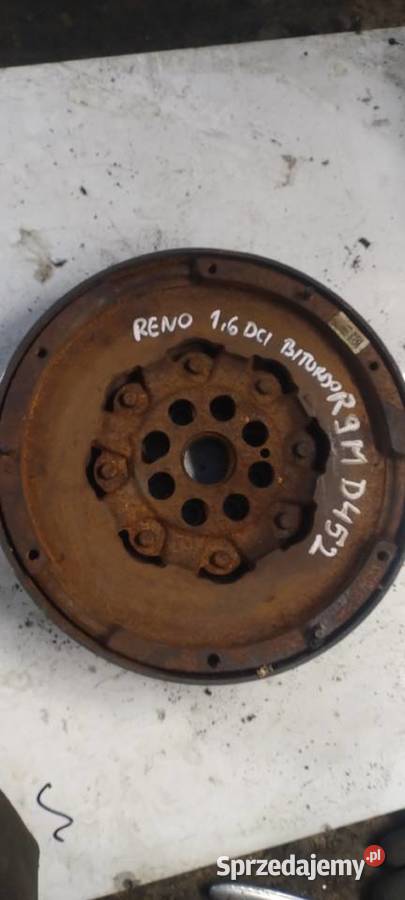 RENO 1,6 DCI BITURBO R9M D452
Sprzedajemy.pl